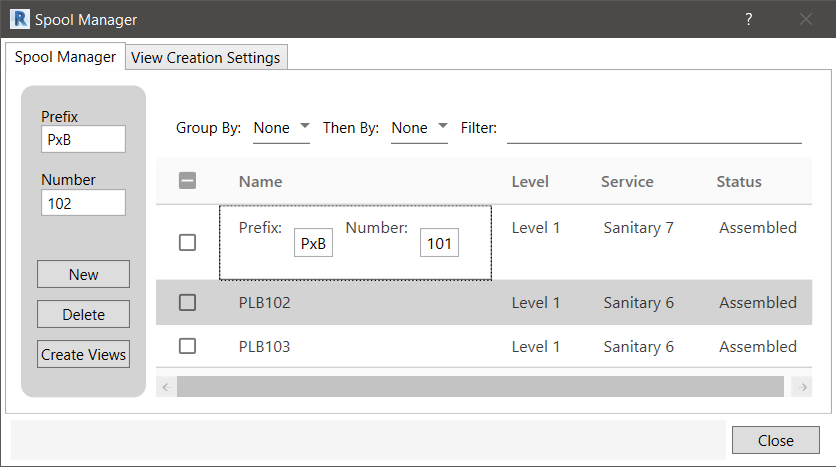 R Spool Manager ?
Spool Manager View Creation Settings
Prefix
PxB
Number
102
New
Delete
Create Views
Group By: None Then By: None Filter:
Name Level Service Status
Prefix: PxB Number: 101 Level 1 Sanitary 7 Assembled
PLB102 Level 1 Sanitary 6 Assembled
PLB103 Level 1 Sanitary 6 Assembled
Close